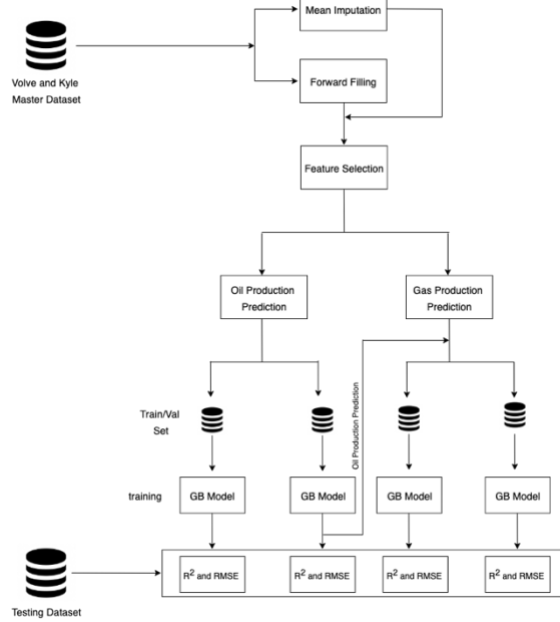 Mean Imputation
Volve and Kyle
Master Dataset
Forward Filling
Feature Selection
Oil Production
Prediction
Gas Production
Prediction
Train/Val
Set
Oil Production Prediction
training
GB Model
GB Model
GB Model
GB Model
R² and RMSE
R² and RMSE
R² and RMSE
R² and RMSE
Testing Dataset